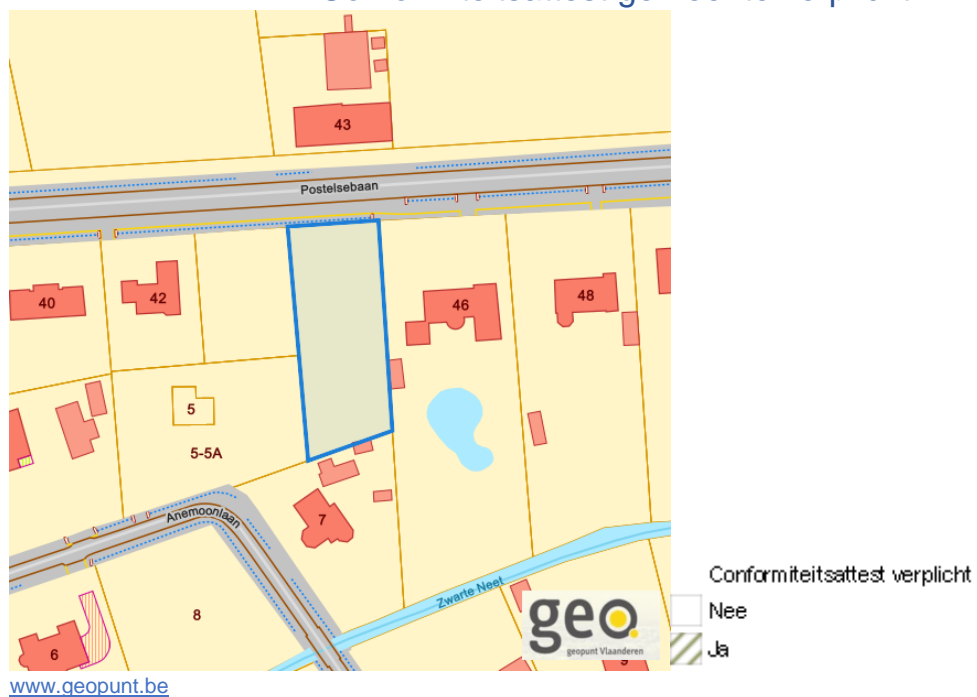 43
Postelsebaan
40
42
46
48
5
5-5A
Anemoonlaan
7
Zwarte Neet
8
6
geo.
geopunt Vlaanderen
Conformiteitsattest verplicht
Nee
Ja
www.geopunt.be